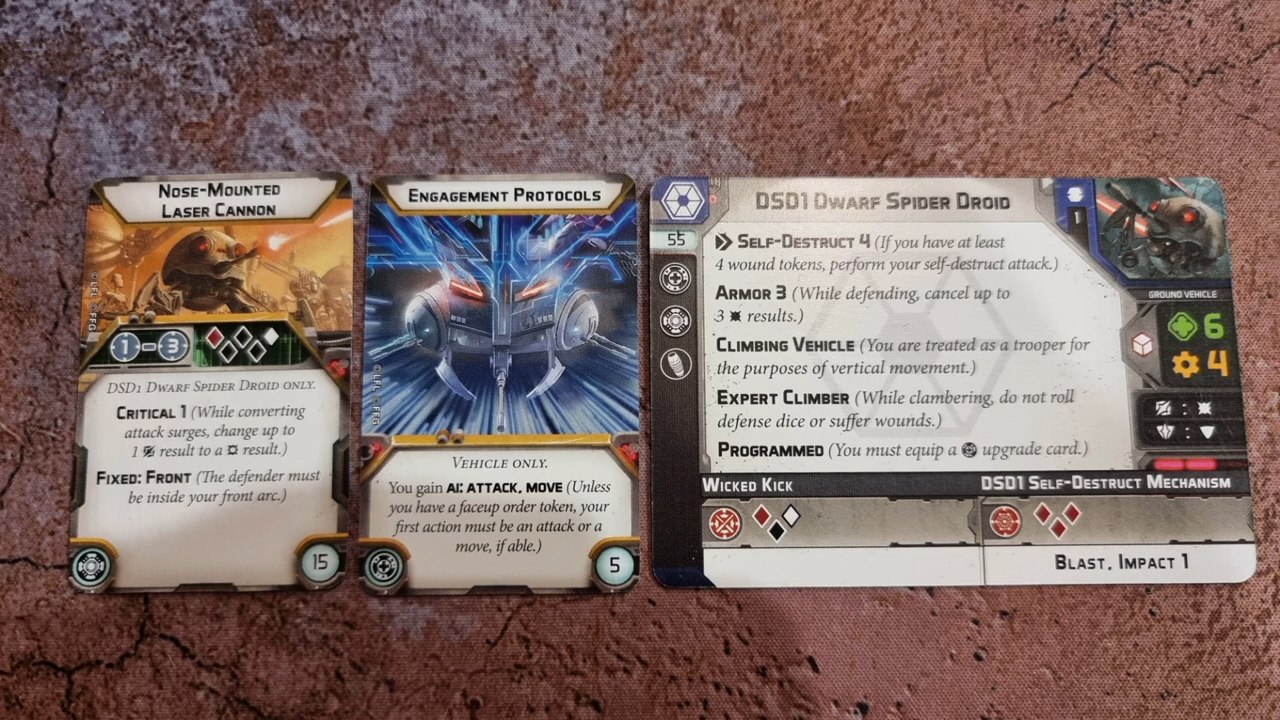 Nose-Mounted
Laser Cannon
©LFL ©FFG
1 – 3
DSD1 Dwarf Spider Droid only.
Critical 1 (While converting
attack surges, change up to
1 result to a result.)
Fixed: Front (The defender must
be inside your front arc.)
15
Engagement Protocols
©LFL ©FFG
Vehicle only.
You gain AI: Attack, Move (Unless
you have a faceup order token, your
first action must be an attack or a
move, if able.)
5
DSD1 Dwarf Spider Droid
1
55
Self-Destruct 4 (If you have at least
4 wound tokens, perform your self-destruct attack.)
Armor 3 (While defending, cancel up to
3 results.)
Climbing Vehicle (You are treated as a trooper for
the purposes of vertical movement.)
Expert Climber (While clambering, do not roll
defense dice or suffer wounds.)
Programmed (You must equip a upgrade card.)
Ground Vehicle
6
4
: 
:
Wicked Kick
DSD1 Self-Destruct Mechanism
Blast, Impact 1